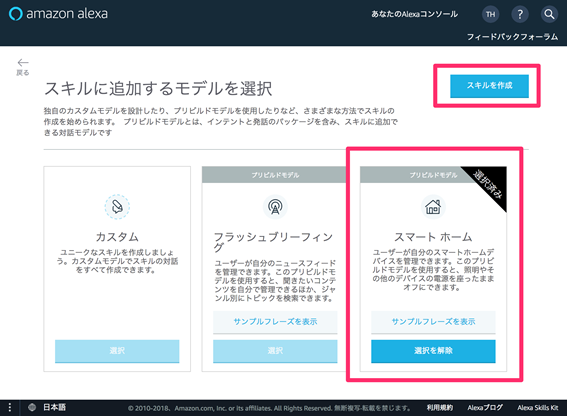 amazon alexa
あなたのAlexaコンソール
TH
?
フィードバックフォーラム
戻る
スキルに追加するモデルを選択
スキルを作成
独自のカスタムモデルを設計したり、プリビルドモデルを使用したりなど、さまざまな方法でスキルの
作成を始められます。 プリビルドモデルとは、インテントと発話のパッケージを含み、スキルに追加で
きる対話モデルです
カスタム
ユニークなスキルを作成しましょ
う。カスタムモデルでスキルの対話
をすべて作成できます。
選択
プリビルドモデル
フラッシュブリーフィン
グ
ユーザーが自分のニュースフィード
を管理できます。このプリビルドモ
デルを使用すると、聞きたいコンテ
ンツを自分で管理できるほか、ジャ
ンル別にトピックを検索できます。
サンプルフレーズを表示
選択
プリビルドモデル
選択済み
スマート ホーム
ユーザーが自分のスマートホームデ
バイスを管理できます。このプリビ
ルドモデルを使用すると、照明やそ
の他のデバイスの電源を座ったまま
オフにできます。
サンプルフレーズを表示
選択を解除
日本語
© 2010-2018、Amazon.com, Inc. or its affiliates. All Rights. 無断複写・転載を禁じます。
利用規約
Alexaブログ
Alexa Skills Kit